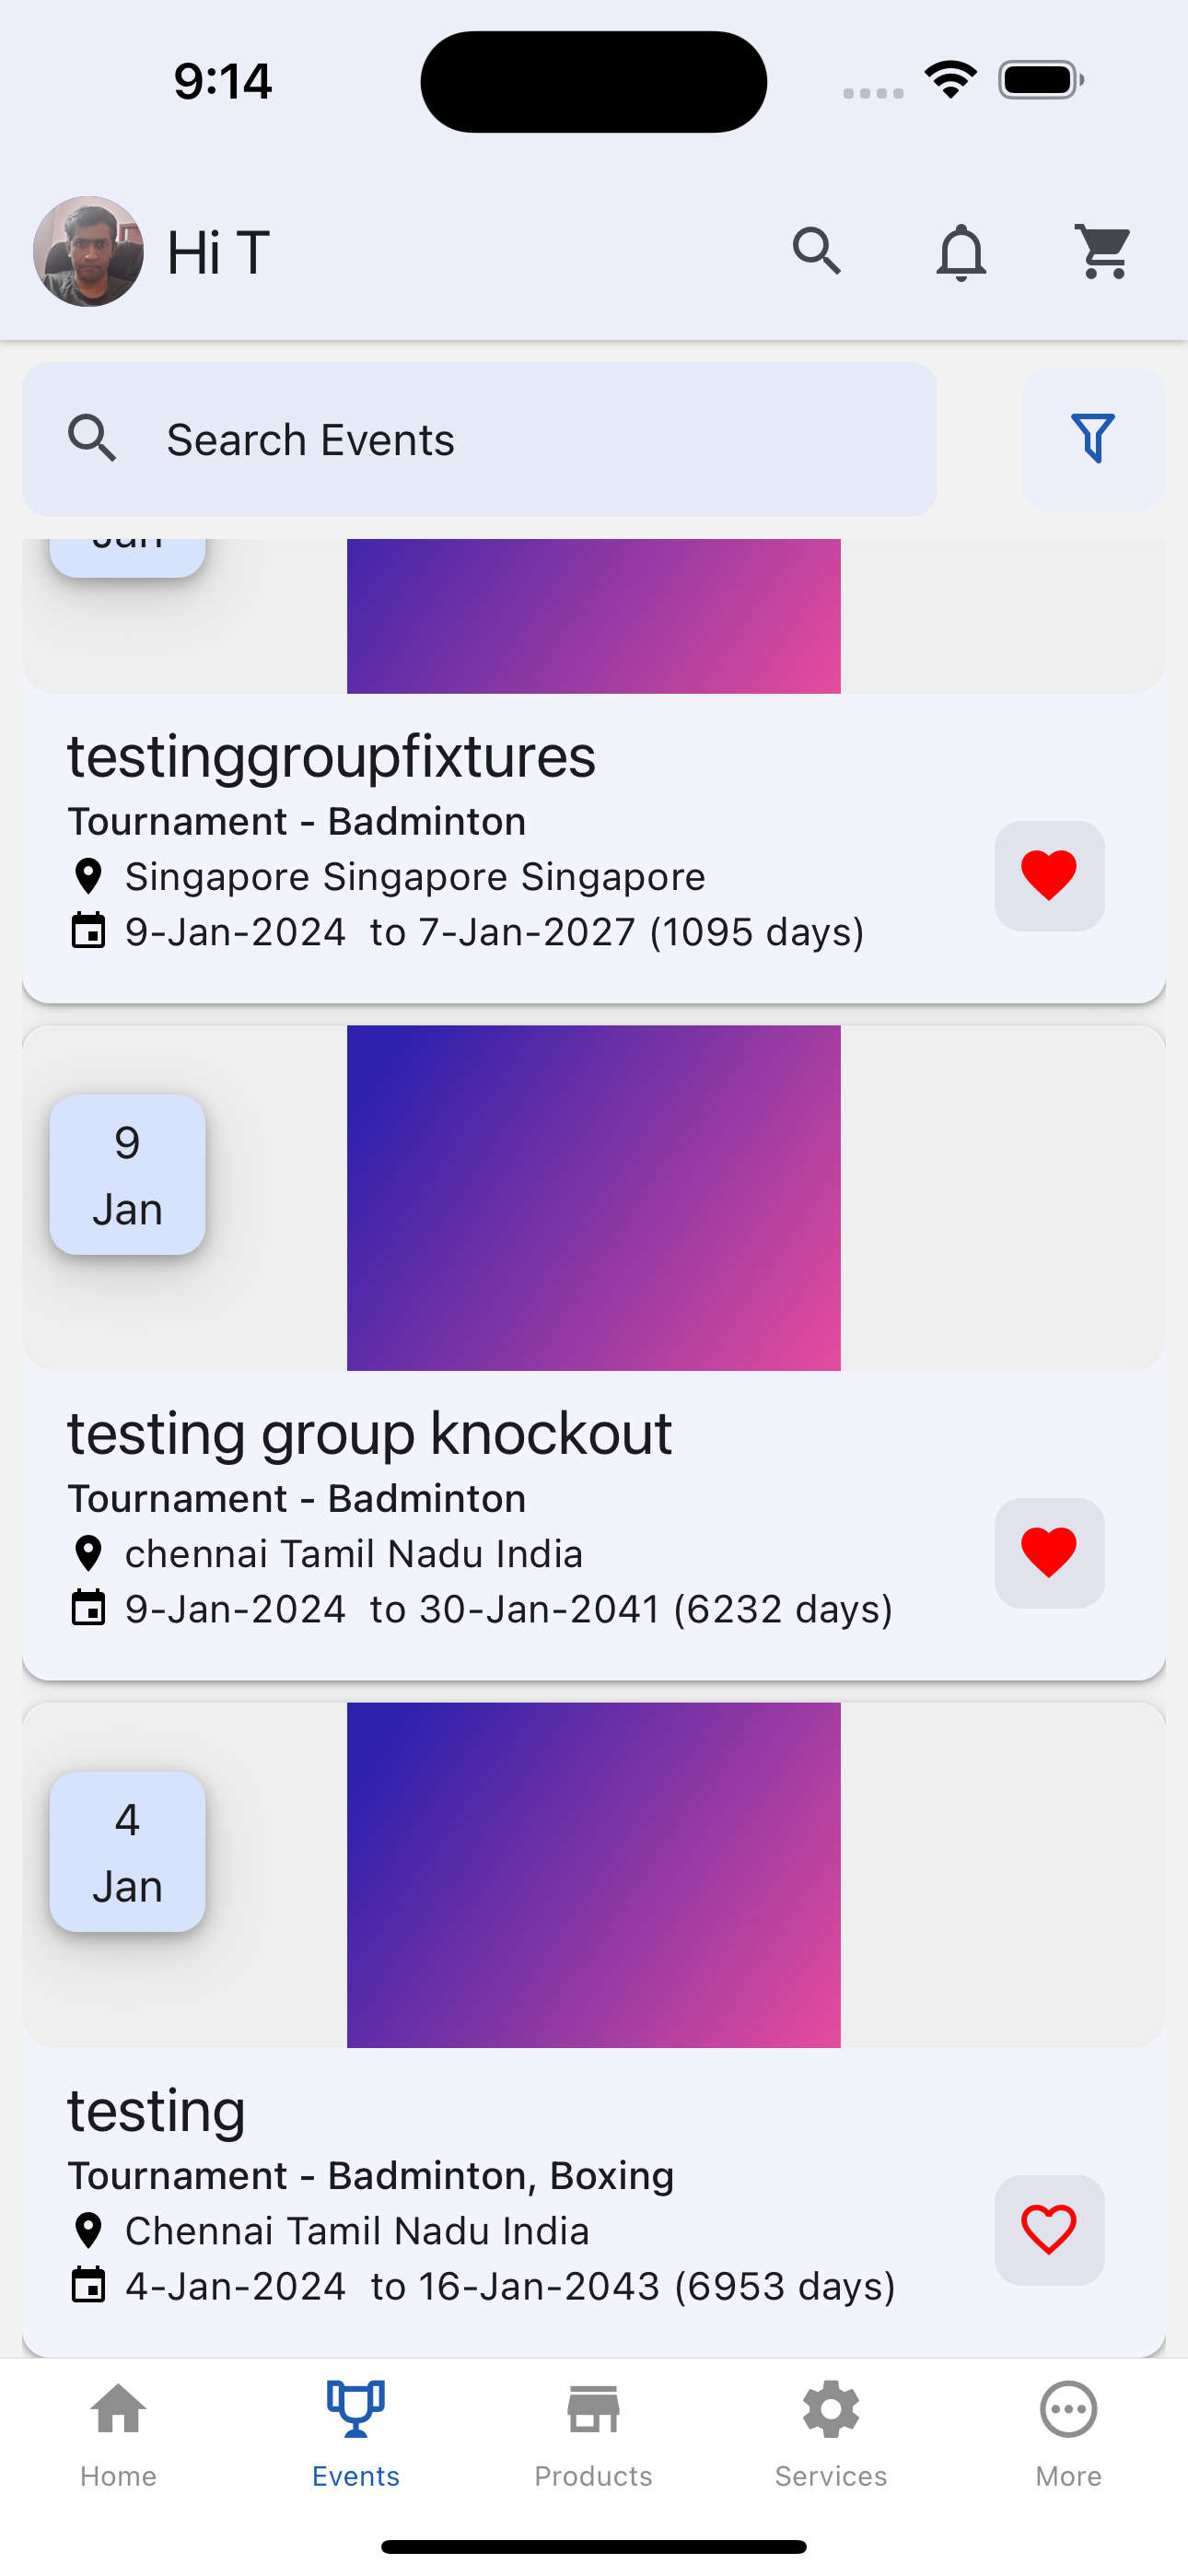 9:14
Hi T
Search Events
Jan
testinggroupfixtures
Tournament - Badminton
Singapore Singapore Singapore
9-Jan-2024  to 7-Jan-2027 (1095 days)
9
Jan
testing group knockout
Tournament - Badminton
chennai Tamil Nadu India
9-Jan-2024  to 30-Jan-2041 (6232 days)
4
Jan
testing
Tournament - Badminton, Boxing
Chennai Tamil Nadu India
4-Jan-2024  to 16-Jan-2043 (6953 days)
Home
Events
Products
Services
More